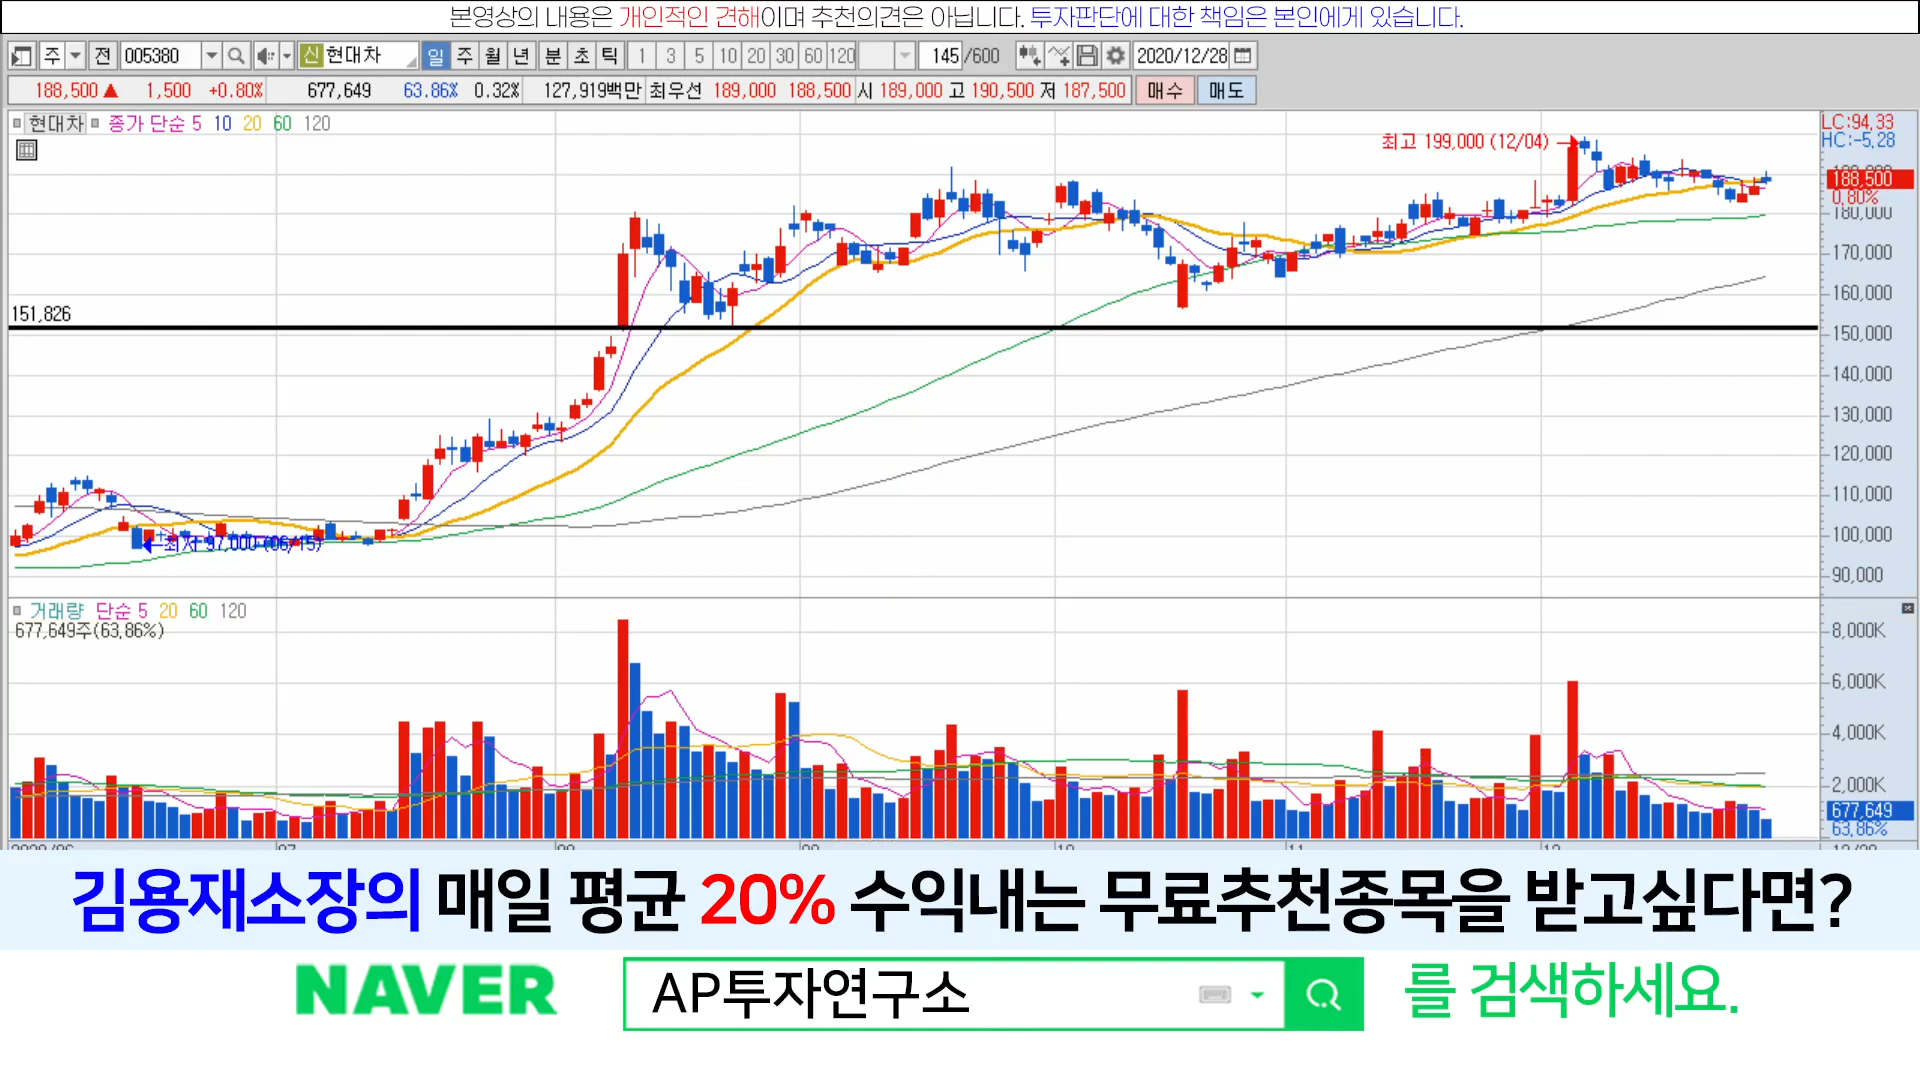 본영상의 내용은 개인적인 견해이며 추천의견은 아닙니다. 투자판단에 대한 책임은 본인에게 있습니다.
주 전 005380 신 현대차 일 주 월 년 분 초 틱 1 3 5 10 20 30 60 120 145/600 2020/12/28
188,500 ▲ 1,500 +0.80% 677,649 63.86% 0.32% 127,919백만 최우선 189,000 188,500 시 189,000 고 190,500 저 187,500 매수 매도
현대차 종가 단순 5 10 20 60 120
LC:94.33
HC:-5.28
최고 199,000 (12/04)
188,500
0.80%
180,000
170,000
160,000
151,826
150,000
140,000
130,000
120,000
110,000
100,000
최저 97,000 (06/15)
90,000
거래량 단순 5 20 60 120
677,649주(63.86%)
8,000K
6,000K
4,000K
2,000K
677,649
63.86%
김용재소장의 매일 평균 20% 수익내는 무료추천종목을 받고싶다면?
NAVER AP투자연구소 를 검색하세요.